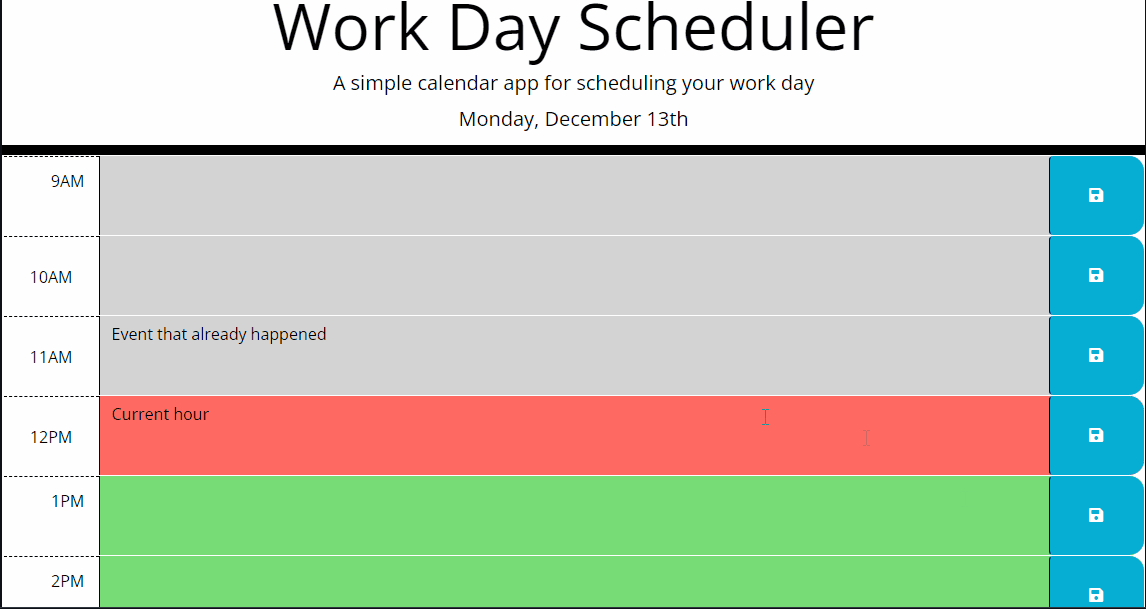 Work Day Scheduler
A simple calendar app for scheduling your work day
Monday, December 13th
9AM
10AM
Event that already happened
11AM
Current hour
12PM
1PM
2PM